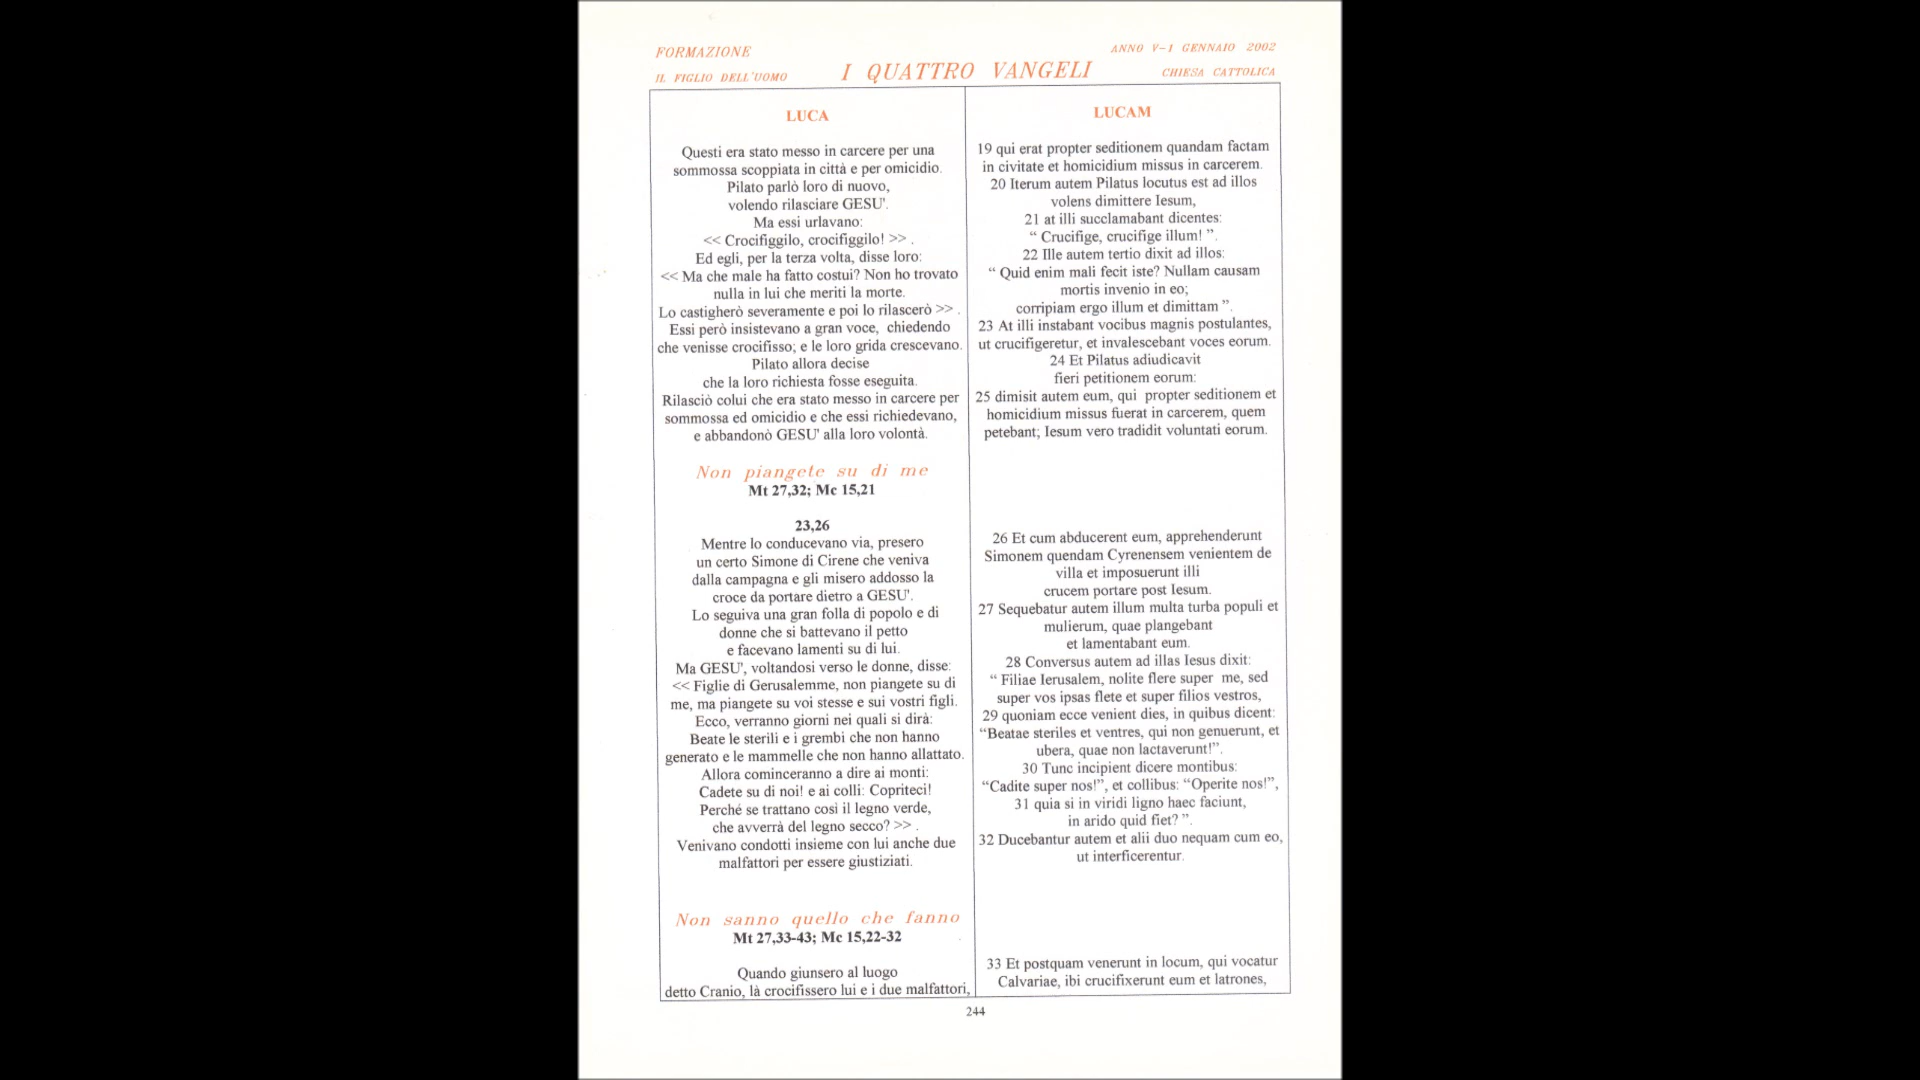 FORMAZIONE
ANNO V-1 GENNAIO 2002
IL FIGLIO DELL'UOMO
I QUATTRO VANGELI
CHIESA CATTOLICA
LUCA
Questi era stato messo in carcere per una
sommossa scoppiata in città e per omicidio.
Pilato parlò loro di nuovo,
volendo rilasciare GESU'.
Ma essi urlavano:
<< Crocifiggilo, crocifiggilo! >> .
Ed egli, per la terza volta, disse loro:
<< Ma che male ha fatto costui? Non ho trovato
nulla in lui che meriti la morte.
Lo castigherò severamente e poi lo rilascerò >> .
Essi però insistevano a gran voce, chiedendo
che venisse crocifisso; e le loro grida crescevano.
Pilato allora decise
che la loro richiesta fosse eseguita.
Rilasciò colui che era stato messo in carcere per
sommossa ed omicidio e che essi richiedevano,
e abbandonò GESU' alla loro volontà.
Non piangete su di me
Mt 27,32; Mc 15,21
23,26
Mentre lo conducevano via, presero
un certo Simone di Cirene che veniva
dalla campagna e gli misero addosso la
croce da portare dietro a GESU'.
Lo seguiva una gran folla di popolo e di
donne che si battevano il petto
e facevano lamenti su di lui.
Ma GESU', voltandosi verso le donne, disse:
<< Figlie di Gerusalemme, non piangete su di
me, ma piangete su voi stesse e sui vostri figli.
Ecco, verranno giorni nei quali si dirà:
Beate le sterili e i grembi che non hanno
generato e le mammelle che non hanno allattato.
Allora cominceranno a dire ai monti:
Cadete su di noi! e ai colli: Copriteci!
Perché se trattano così il legno verde,
che avverrà del legno secco? >> .
Venivano condotti insieme con lui anche due
malfattori per essere giustiziati.
Non sanno quello che fanno
Mt 27,33-43; Mc 15,22-32
Quando giunsero al luogo
detto Cranio, là crocifissero lui e i due malfattori,
LUCAM
19 qui erat propter seditionem quandam factam
in civitate et homicidium missus in carcerem.
20 Iterum autem Pilatus locutus est ad illos
volens dimittere Iesum,
21 at illi succlamabant dicentes:
“ Crucifige, crucifige illum! ”.
22 Ille autem tertio dixit ad illos:
“ Quid enim mali fecit iste? Nullam causam
mortis invenio in eo;
corripiam ergo illum et dimittam ”.
23 At illi instabant vocibus magnis postulantes,
ut crucifigeretur, et invalescebant voces eorum.
24 Et Pilatus adiudicavit
fieri petitionem eorum:
25 dimisit autem eum, qui propter seditionem et
homicidium missus fuerat in carcerem, quem
petebant; Iesum vero tradidit voluntati eorum.
26 Et cum abducerent eum, apprehenderunt
Simonem quendam Cyrenensem venientem de
villa et imposuerunt illi
crucem portare post Iesum.
27 Sequebatur autem illum multa turba populi et
mulierum, quae plangebant
et lamentabant eum.
28 Conversus autem ad illas Iesus dixit:
“ Filiae Ierusalem, nolite flere super me, sed
super vos ipsas flete et super filios vestros,
29 quoniam ecce venient dies, in quibus dicent:
“Beatae steriles et ventres, qui non genuerunt, et
ubera, quae non lactaverunt!”.
30 Tunc incipient dicere montibus:
“Cadite super nos!”, et collibus: “Operite nos!”,
31 quia si in viridi ligno haec faciunt,
in arido quid fiet? ”.
32 Ducebantur autem et alii duo nequam cum eo,
ut interficerentur.
33 Et postquam venerunt in locum, qui vocatur
Calvariae, ibi crucifixerunt eum et latrones,
244